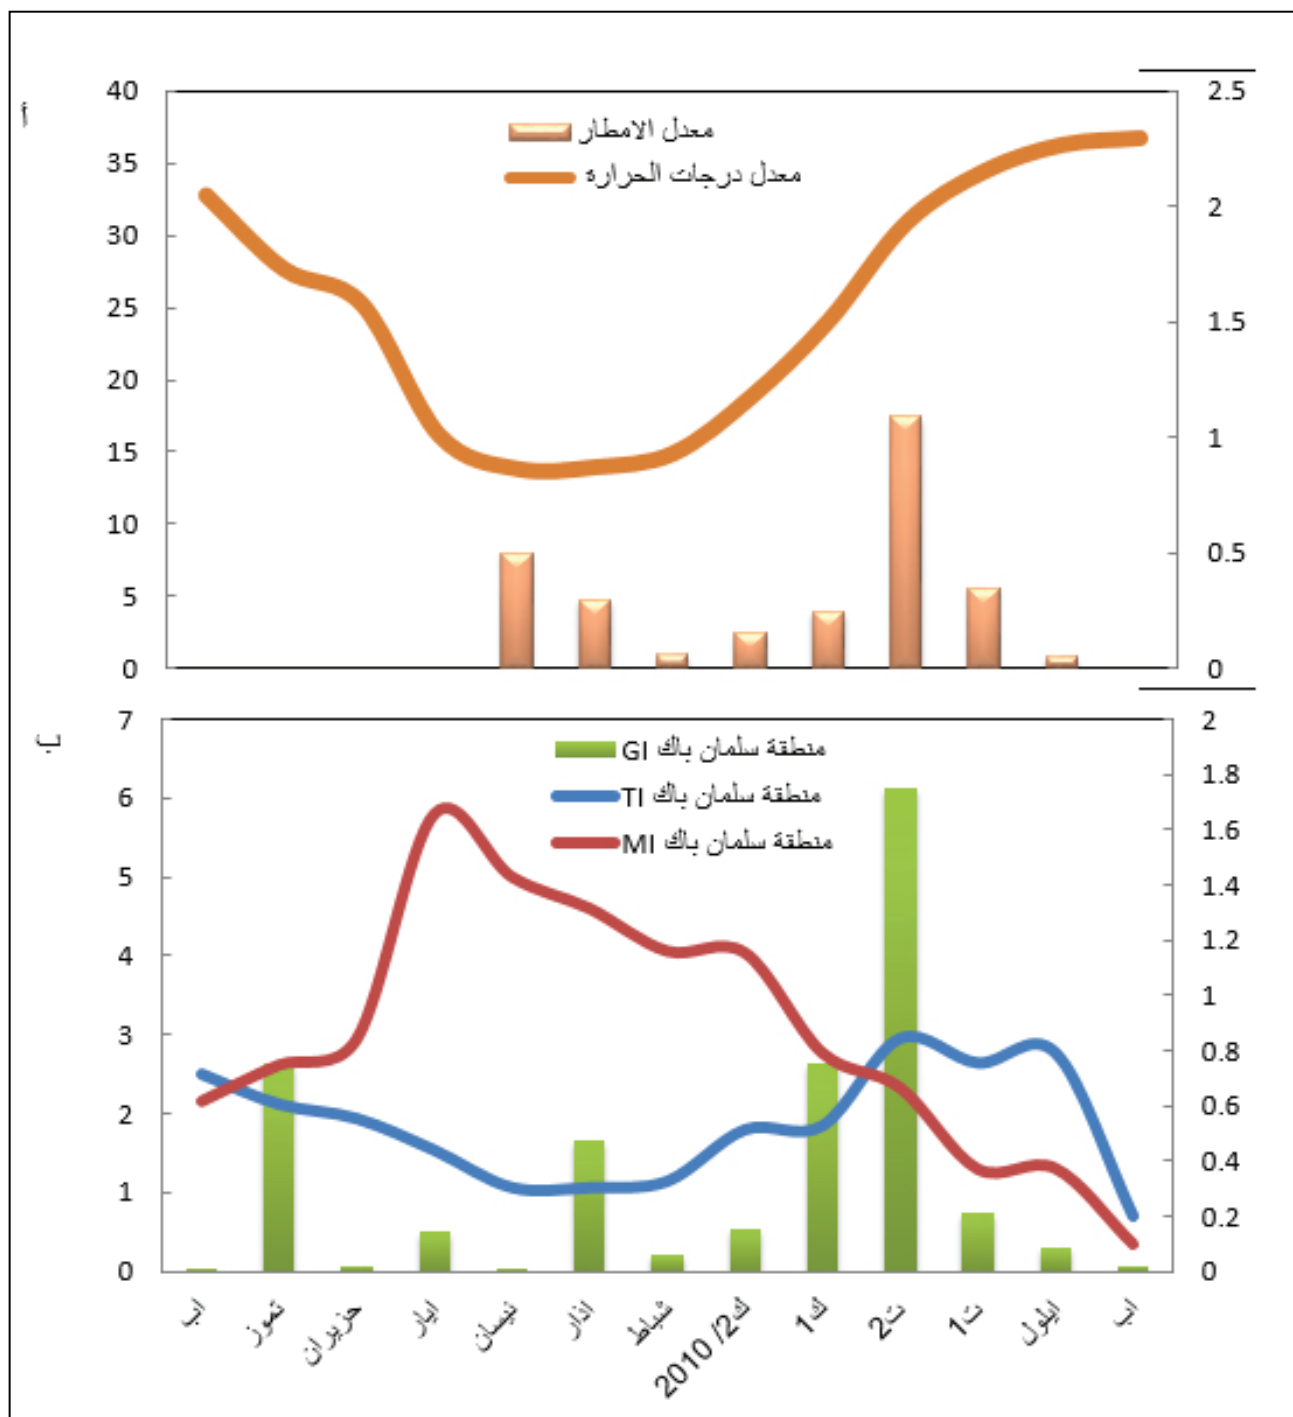 أ
40
35
30
25
20
15
10
5
0
معدل الامطار
معدل درجات الحراره
2.5
2
1.5
1
0.5
0
ب
7
6
5
4
3
2
1
0
منطقة سلمان باك GI
منطقة سلمان باك TI
منطقة سلمان باك MI
2
1.8
1.6
1.4
1.2
1
0.8
0.6
0.4
0.2
0
اب
تموز
حزيران
ايار
نيسان
اذار
شباط
ك2/ 2010
ك1
ت2
ت1
ايلول
اب